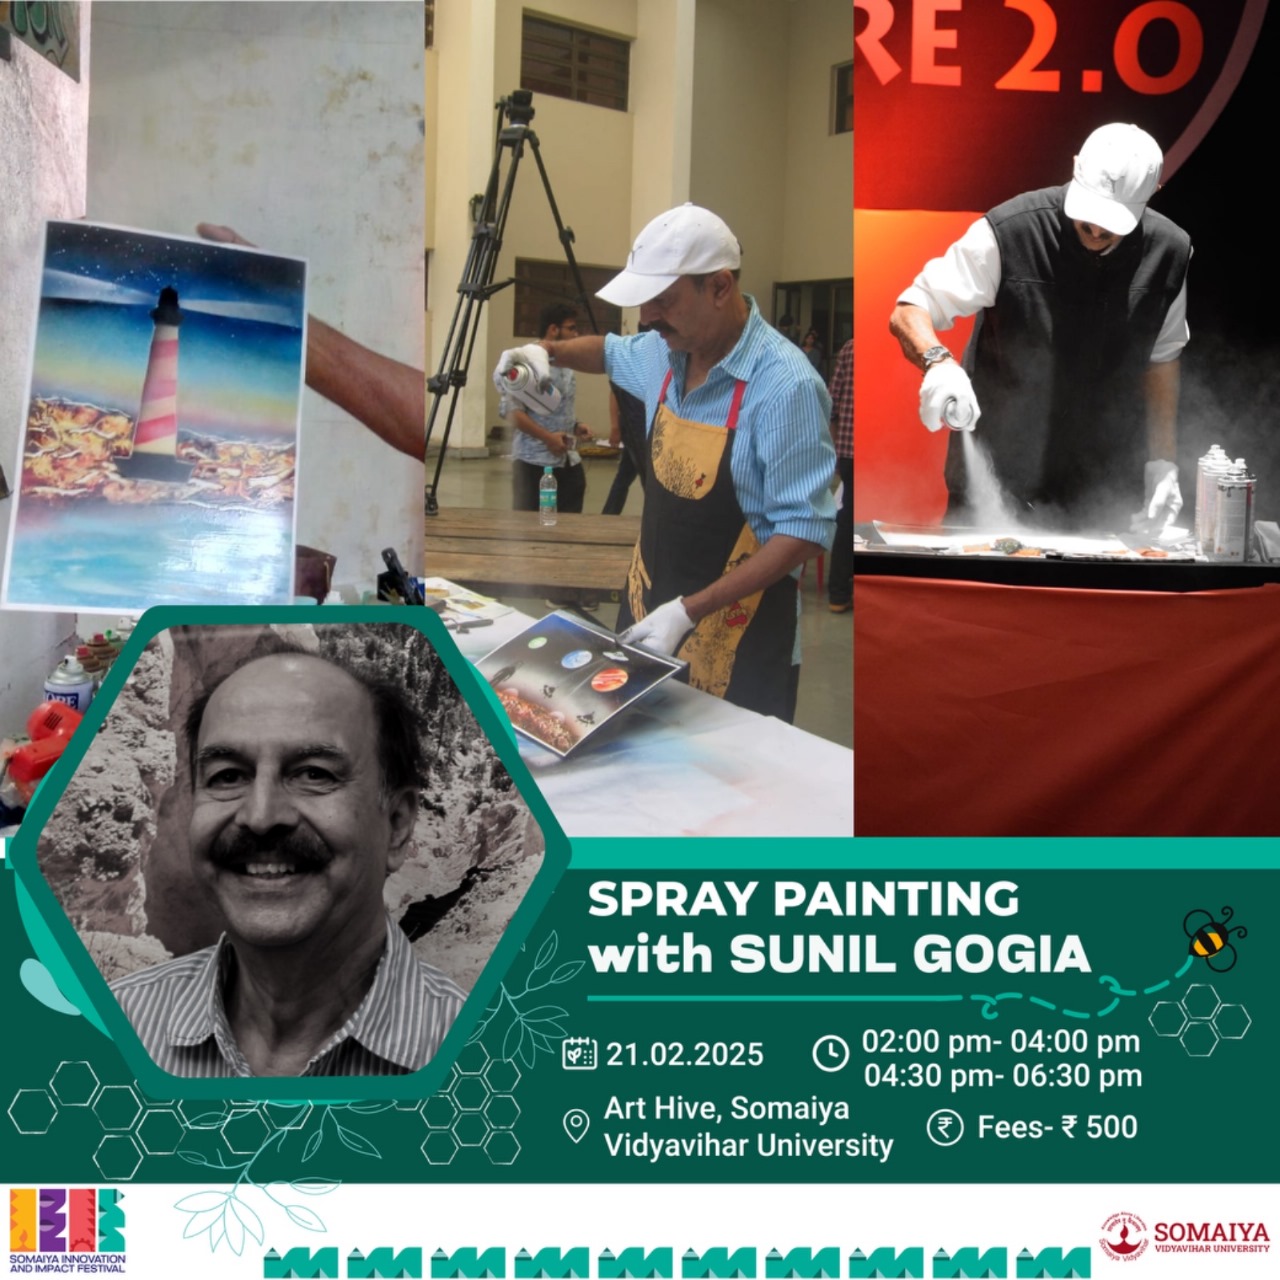 RE 2.0
SPRAY PAINTING
with SUNIL GOGIA
21.02.2025
02:00 pm- 04:00 pm
04:30 pm- 06:30 pm
Art Hive, Somaiya
Vidyavihar University
Fees- ₹ 500
SOMAIYA INNOVATION
AND IMPACT FESTIVAL
SOMAIYA
VIDYAVIHAR UNIVERSITY